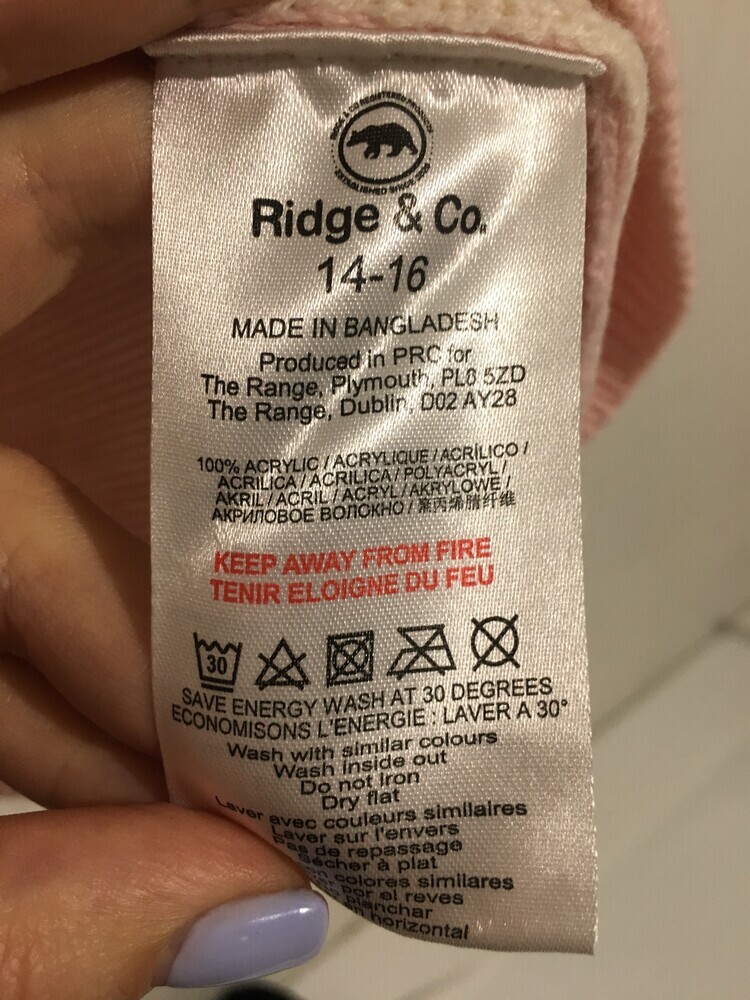 Ridge & Co.
14-16
MADE IN BANGLADESH
Produced in PRC for
The Range, Plymouth, PL6 5ZD
The Range, Dublin, D02 AY28
100% ACRYLIC / ACRYLIQUE / ACRÍLICO /
ACRILICA / ACRÍLICA / POLYACRYL /
AKRIL / ACRIL / ACRYL / AKRYLOWE /
АКРИЛОВОЕ ВОЛОКНО / 聚丙烯腈纤维
KEEP AWAY FROM FIRE
TENIR ELOIGNE DU FEU
30
SAVE ENERGY WASH AT 30 DEGREES
ECONOMISONS L'ENERGIE : LAVER A 30°
Wash with similar colours
Wash inside out
Do not Iron
Dry flat
Laver avec couleurs similaires
Laver sur l'envers
Pas de repassage
Sécher à plat
colores similares
por el reves
planchar
horizontal